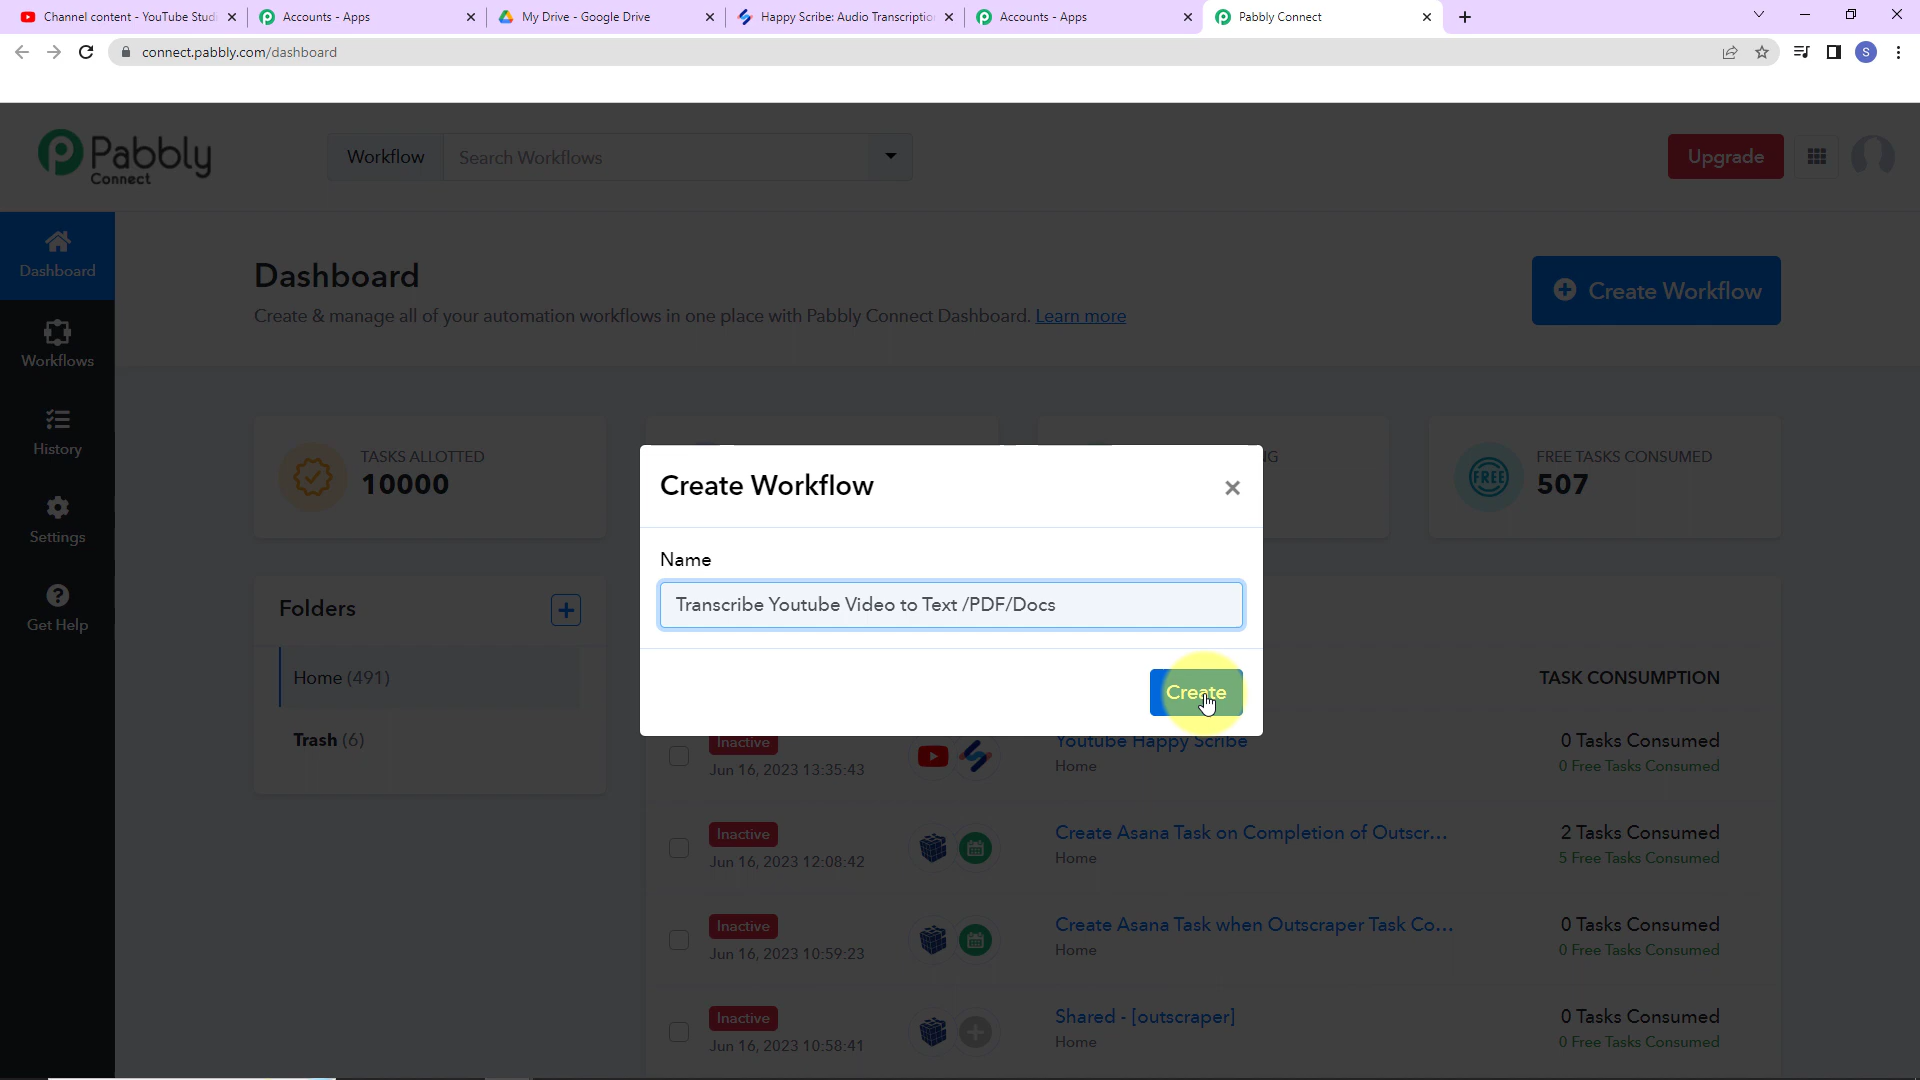 Channel content - YouTube Studi
Accounts - Apps
My Drive - Google Drive
Happy Scribe: Audio Transcriptio
Accounts - Apps
Pabbly Connect
connect.pabbly.com/dashboard
S
Pabbly
Connect
Workflow
Search Workflows
Upgrade
Dashboard
Workflows
History
Settings
Get Help
Dashboard
Create & manage all of your automation workflows in one place with Pabbly Connect Dashboard. Learn more
Create Workflow
TASKS ALLOTTED
10000
NG
FREE
FREE TASKS CONSUMED
507
Folders
Home (491)
Trash (6)
Create Workflow
Name
Transcribe Youtube Video to Text /PDF/Docs
Create
TASK CONSUMPTION
Inactive
Jun 16, 2023 13:35:43
Youtube Happy Scribe
Home
0 Tasks Consumed
0 Free Tasks Consumed
Inactive
Jun 16, 2023 12:08:42
Create Asana Task on Completion of Outscr...
Home
2 Tasks Consumed
5 Free Tasks Consumed
Inactive
Jun 16, 2023 10:59:23
Create Asana Task when Outscraper Task Co...
Home
0 Tasks Consumed
0 Free Tasks Consumed
Inactive
Jun 16, 2023 10:58:41
Shared - [outscraper]
Home
0 Tasks Consumed
0 Free Tasks Consumed